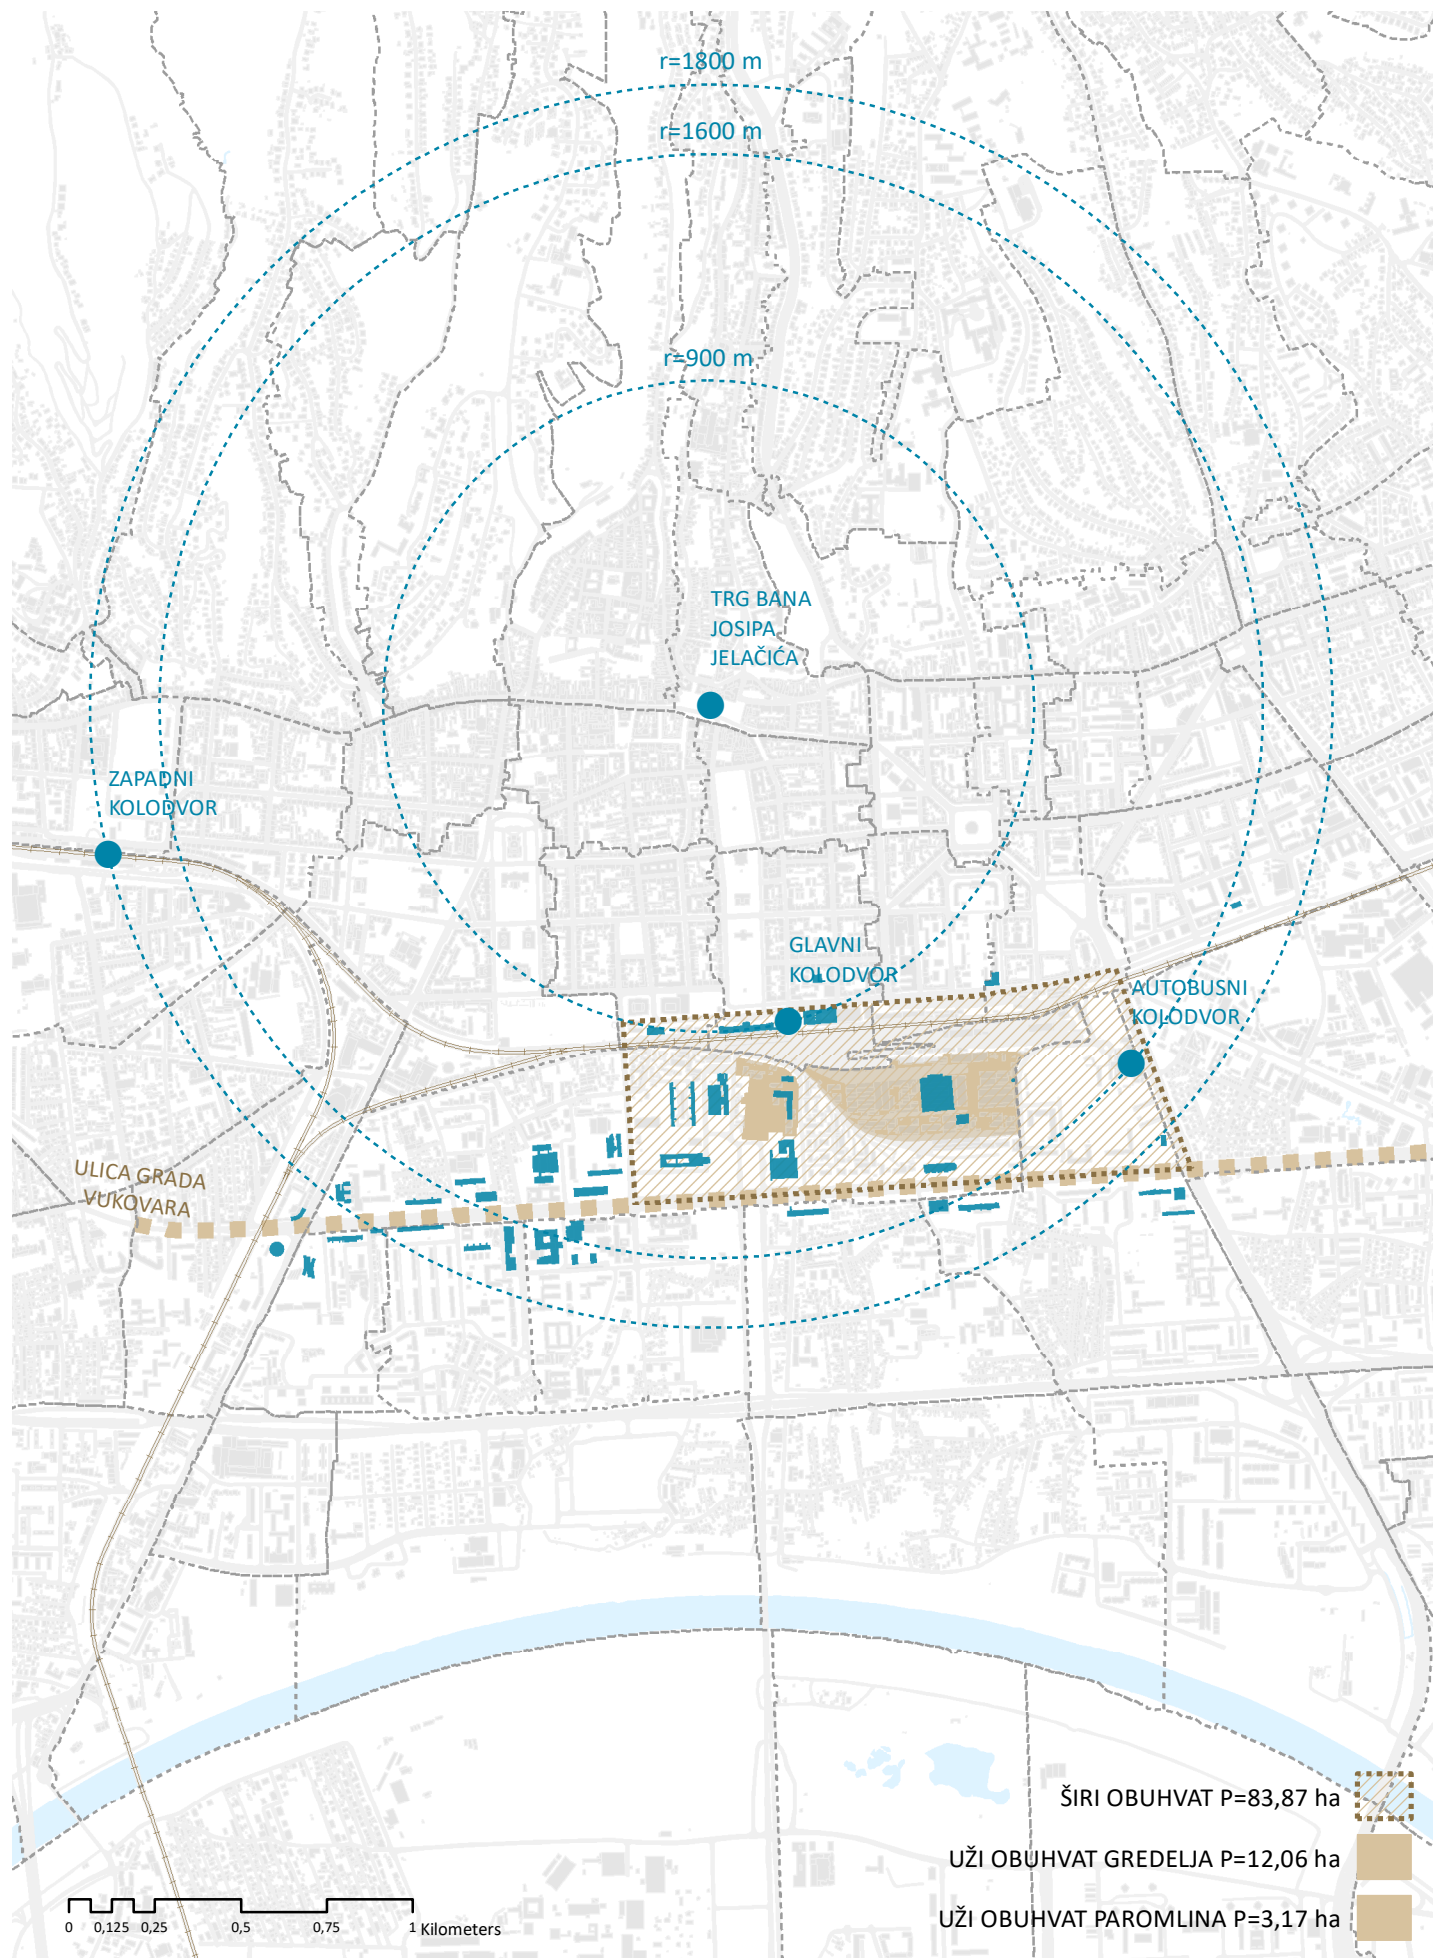 r=1800 m
r=1600 m
r=900 m
TRG BANA
JOSIPA
JELAČIĆA
ZAPADNI
KOLODVOR
GLAVNI
KOLODVOR
AUTOBUSNI
KOLODVOR
ULICA GRADA
VUKOVARA
ŠIRI OBUHVAT P=83,87 ha
UŽI OBUHVAT GREDELJA P=12,06 ha
UŽI OBUHVAT PAROMLINA P=3,17 ha
0 0,125 0,25 0,5 0,75 1 Kilometers